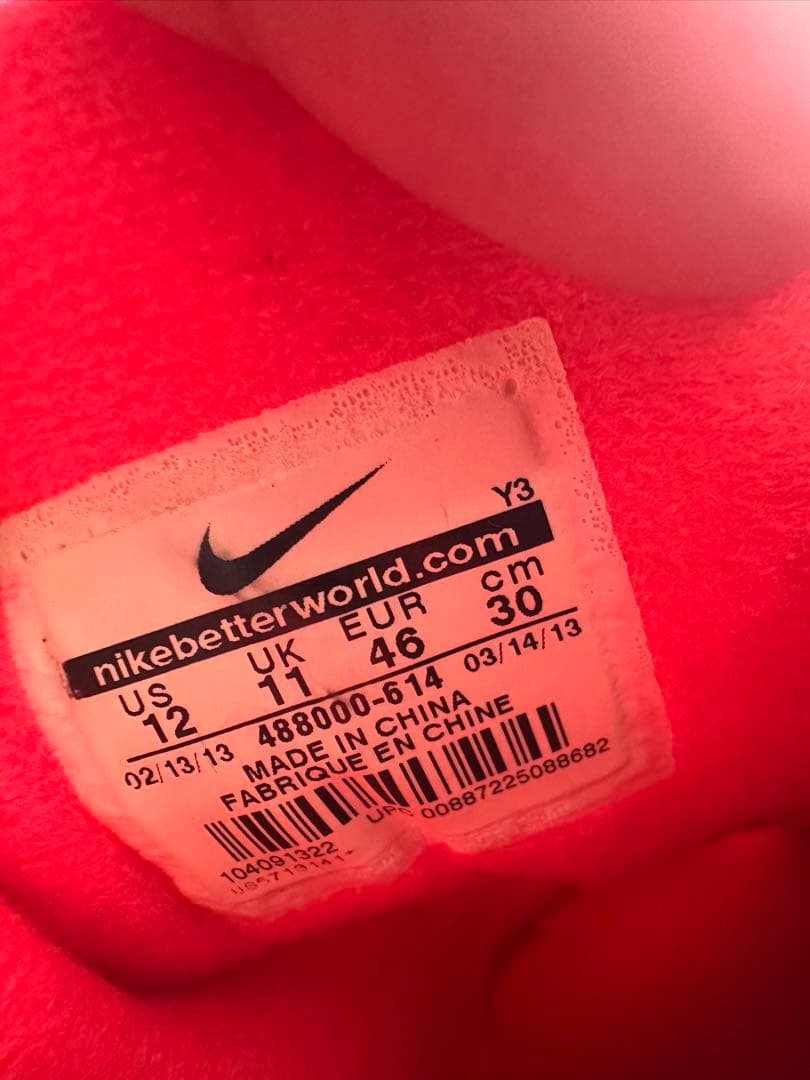 Y3
nikebetterworld.com
US UK EUR cm
12 11 46 30
02/13/13 488000-614 03/14/13
MADE IN CHINA
FABRIQUE EN CHINE
UPC 00887225088682
104091322